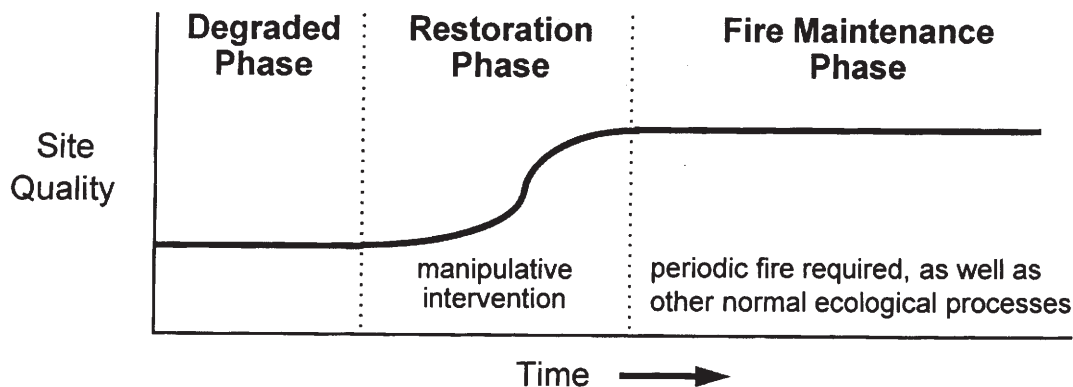 Degraded
Phase
Restoration
Phase
Fire Maintenance
Phase
Site
Quality
manipulative
intervention
periodic fire required, as well as
other normal ecological processes
Time